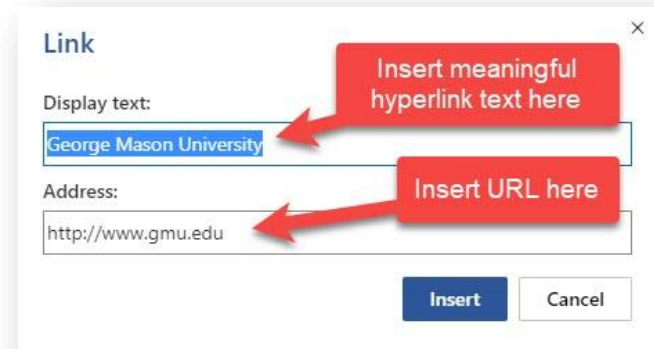 Link
×
Insert meaningful
hyperlink text here
Display text:
George Mason University
Address:
Insert URL here
http://www.gmu.edu
Insert Cancel